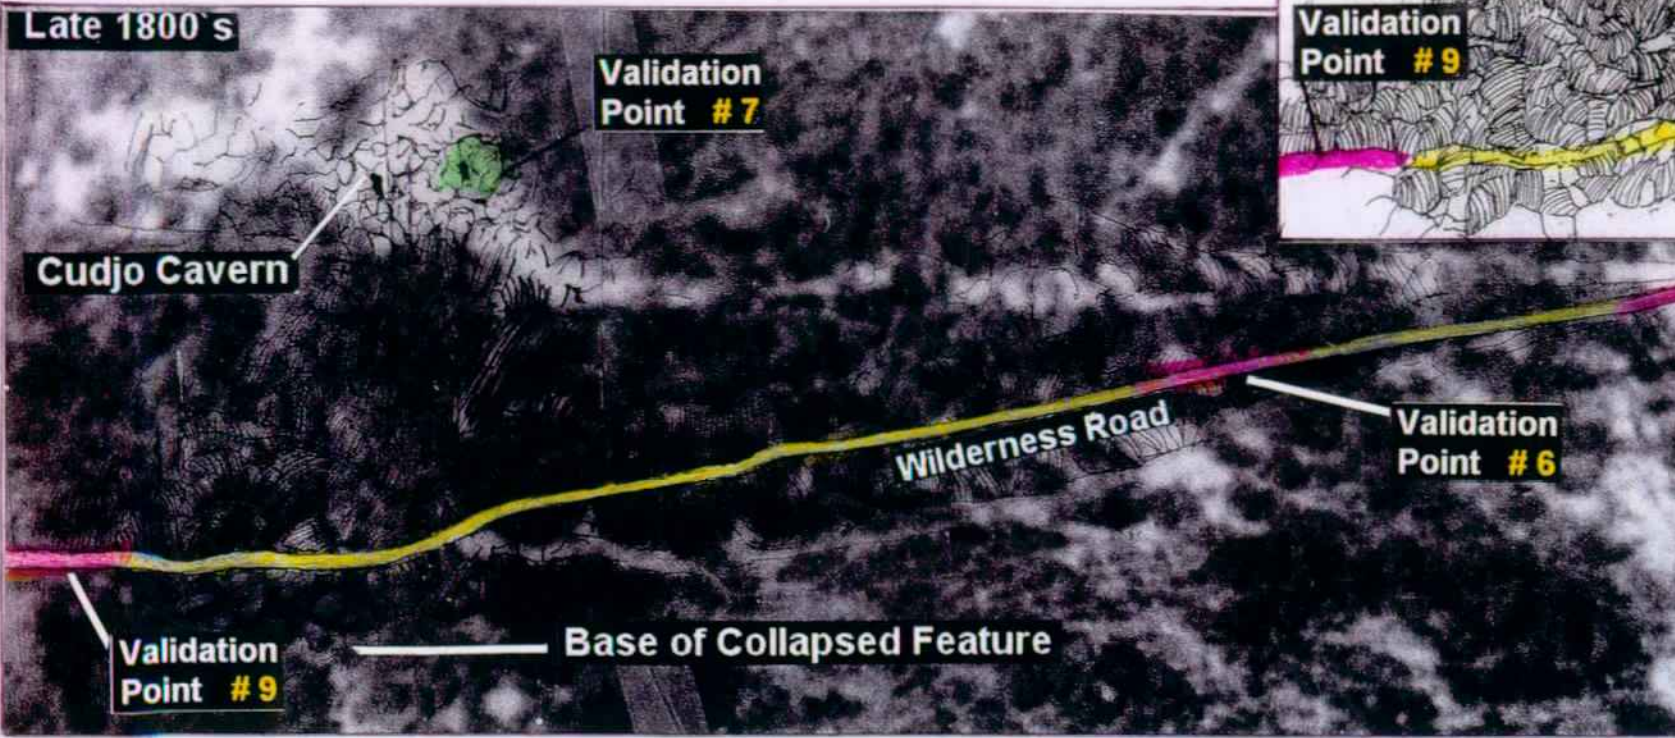 Late 1800`s
Validation
Point # 7
Validation
Point # 9
Cudjo Cavern
Wilderness Road
Validation
Point # 6
Validation
Point # 9
Base of Collapsed Feature